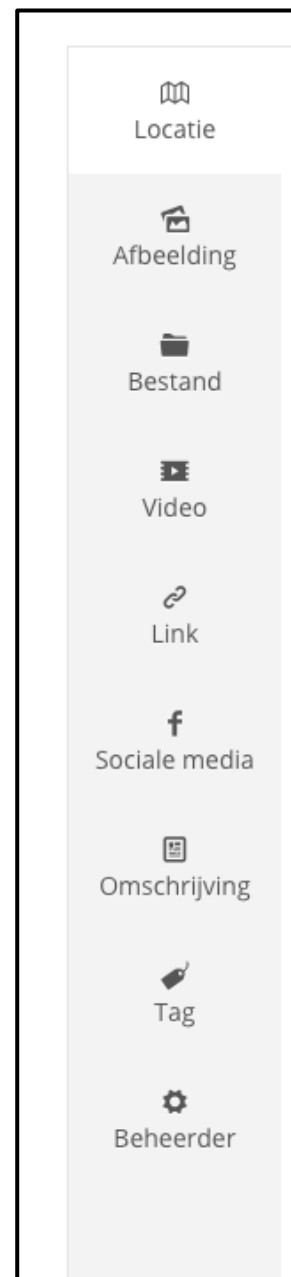 Locatie
Afbeelding
Bestand
Video
Link
Sociale media
Omschrijving
Tag
Beheerder